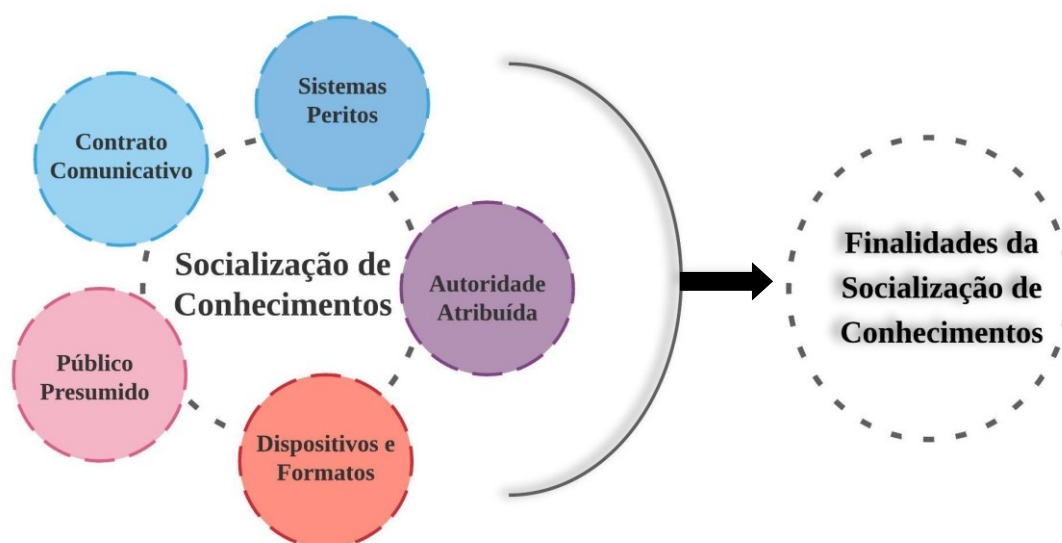 Sistemas
Peritos
Contrato
Comunicativo
Socialização de
Conhecimentos
Autoridade
Atribuída
Público
Presumido
Dispositivos e
Formatos
Finalidades da
Socialização de
Conhecimentos